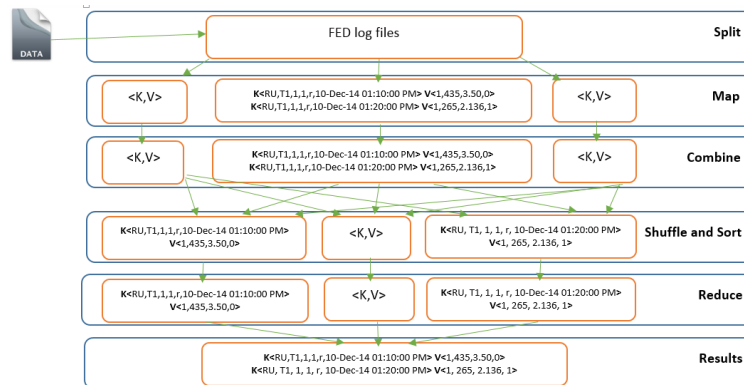 DATA
FED log files
Split
<K,V>
K<RU,T1,1,1,r,10-Dec-14 01:10:00 PM> V<1,435,3.50,0>
K<RU,T1,1,1,r,10-Dec-14 01:20:00 PM> V<1,265,2.136,1>
<K,V>
Map
<K,V>
K<RU,T1,1,1,r,10-Dec-14 01:10:00 PM> V<1,435,3.50,0>
K<RU,T1,1,1,r,10-Dec-14 01:20:00 PM> V<1,265,2.136,1>
<K,V>
Combine
K<RU,T1,1,1,r,10-Dec-14 01:10:00 PM>
V<1,435,3.50,0>
<K,V>
K<RU, T1, 1, 1, r, 10-Dec-14 01:20:00 PM>
V<1, 265, 2.136, 1>
Shuffle and Sort
K<RU,T1,1,1,r,10-Dec-14 01:10:00 PM>
V<1,435,3.50,0>
<K,V>
K<RU, T1, 1, 1, r, 10-Dec-14 01:20:00 PM>
V<1, 265, 2.136, 1>
Reduce
K<RU,T1,1,1,r,10-Dec-14 01:10:00 PM> V<1,435,3.50,0>
K<RU, T1, 1, 1, r, 10-Dec-14 01:20:00 PM> V<1, 265, 2.136, 1>
Results